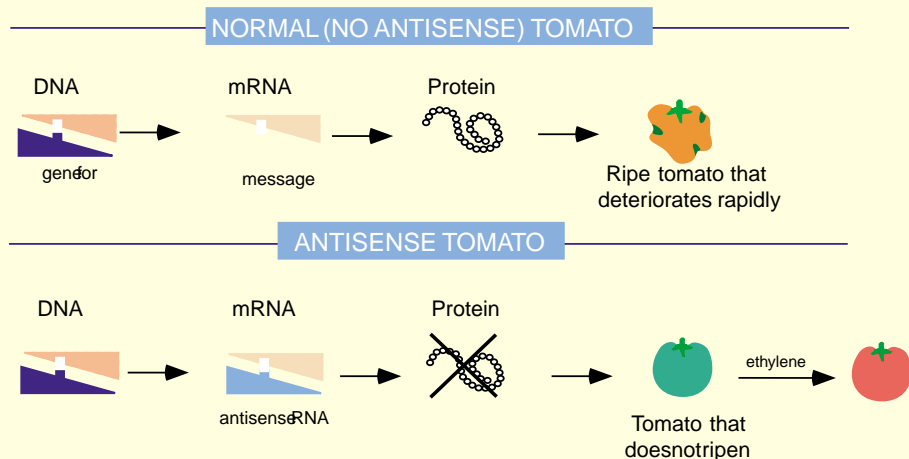 NORMAL (NO ANTISENSE) TOMATO
DNA
mRNA
Protein
genefor
message
Ripe tomato that
deteriorates rapidly
ANTISENSE TOMATO
DNA
mRNA
Protein
ethylene
antisenseRNA
Tomato that
doesnotripen